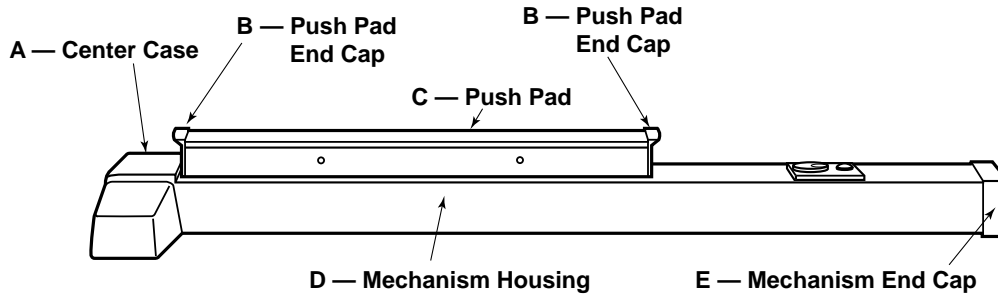 A — Center Case
B — Push Pad
End Cap
B — Push Pad
End Cap
C — Push Pad
D — Mechanism Housing
E — Mechanism End Cap